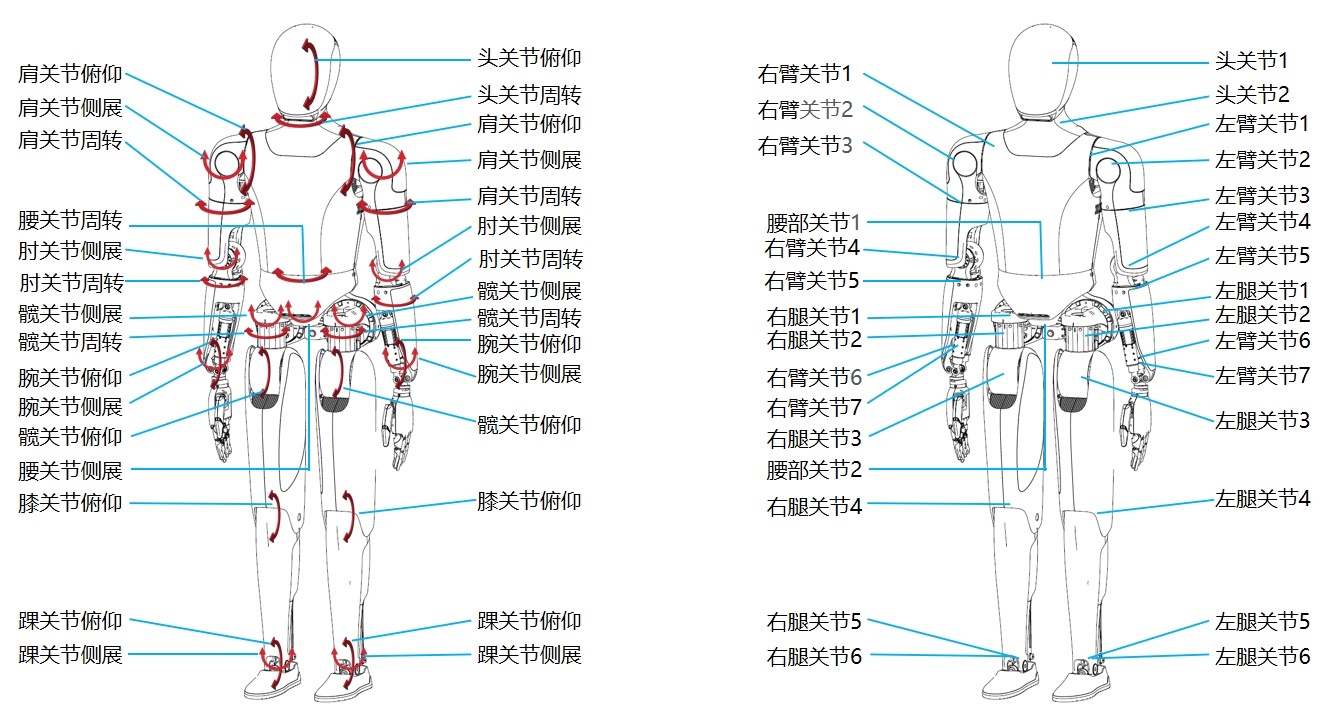 肩关节俯仰
肩关节侧展
肩关节周转
腰关节周转
肘关节侧展
肘关节周转
髋关节侧展
髋关节周转
腕关节俯仰
腕关节侧展
髋关节俯仰
腰关节侧展
膝关节俯仰
踝关节俯仰
踝关节侧展
头关节俯仰
头关节周转
肩关节俯仰
肩关节侧展
肩关节周转
肘关节侧展
肘关节周转
髋关节侧展
髋关节周转
腕关节俯仰
腕关节侧展
髋关节俯仰
膝关节俯仰
踝关节俯仰
踝关节侧展
右臂关节1
右臂关节2
右臂关节3
腰部关节1
右臂关节4
右臂关节5
右腿关节1
右腿关节2
右臂关节6
右臂关节7
右腿关节3
腰部关节2
右腿关节4
右腿关节5
右腿关节6
头关节1
头关节2
左臂关节1
左臂关节2
左臂关节3
左臂关节4
左臂关节5
左腿关节1
左腿关节2
左臂关节6
左臂关节7
左腿关节3
左腿关节4
左腿关节5
左腿关节6